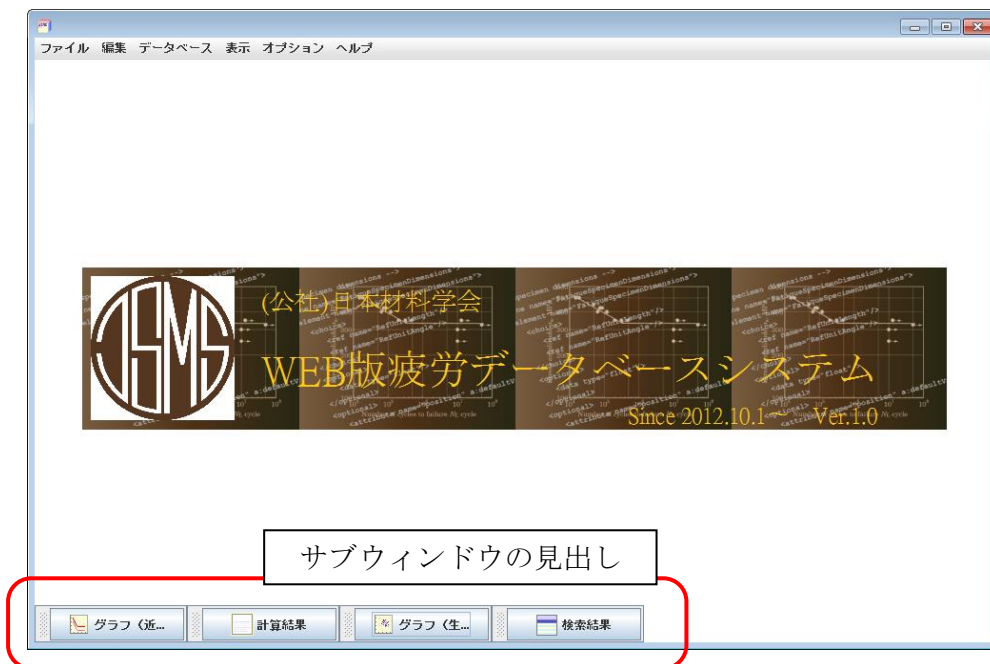 ファイル 編集 データベース 表示 オプション ヘルプ
JSMS
(公社)日本材料学会
WEB版疲労データベースシステム
Since 2012.10.1～ Ver.1.0
サブウィンドウの見出し
グラフ（近... 計算結果 グラフ（生... 検索結果